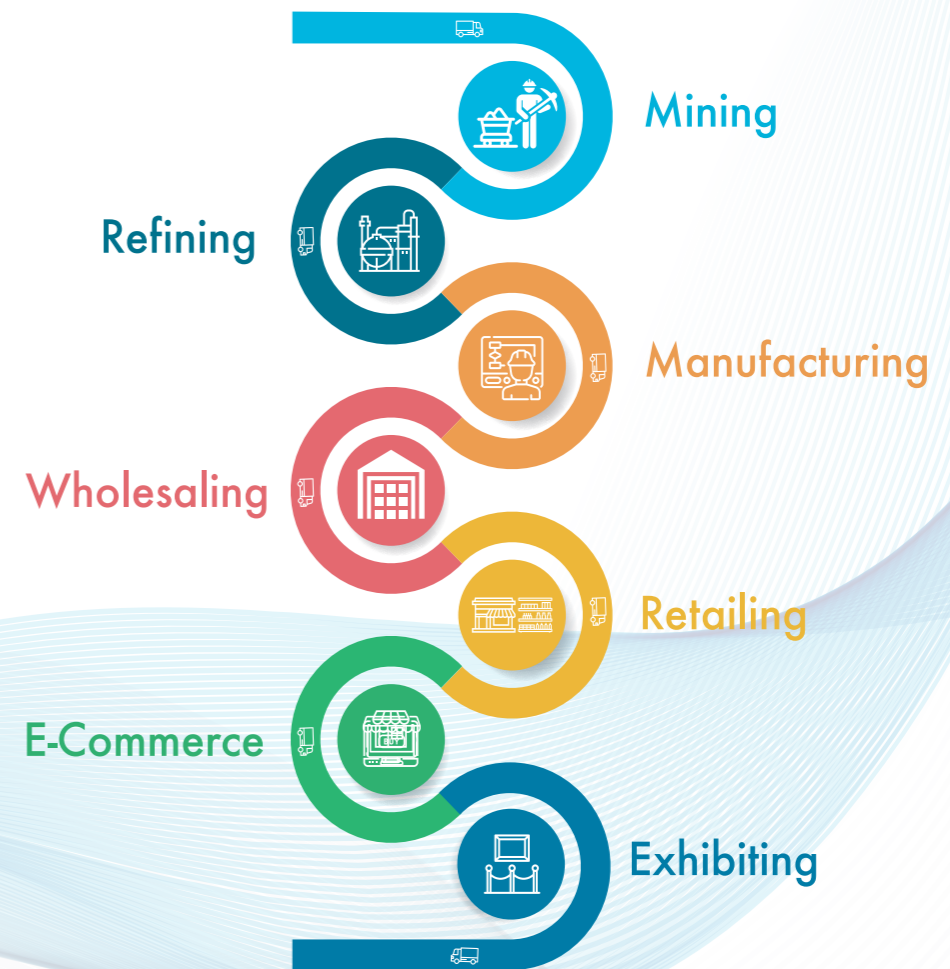 Mining
Refining
Manufacturing
Wholesaling
Retailing
E-Commerce
Exhibiting